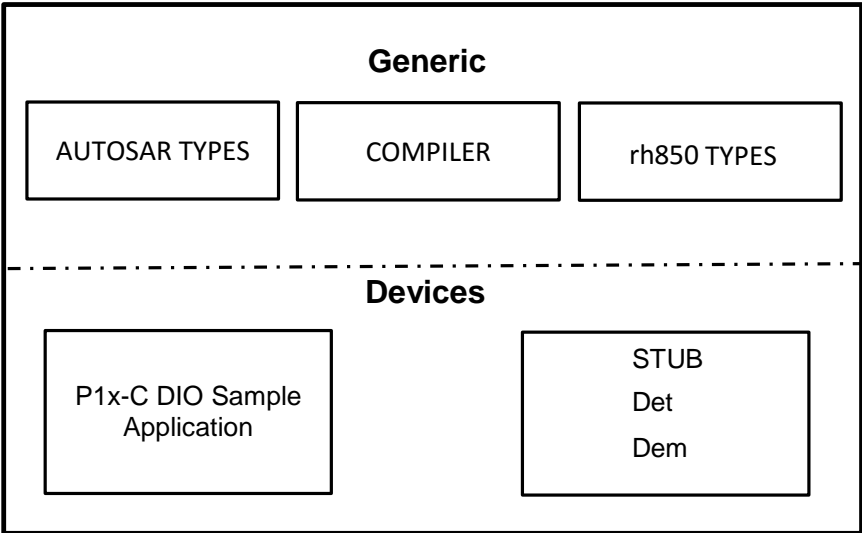 Generic
AUTOSAR TYPES
COMPILER
rh850 TYPES
Devices
P1x-C DIO Sample
Application
STUB
Det
Dem